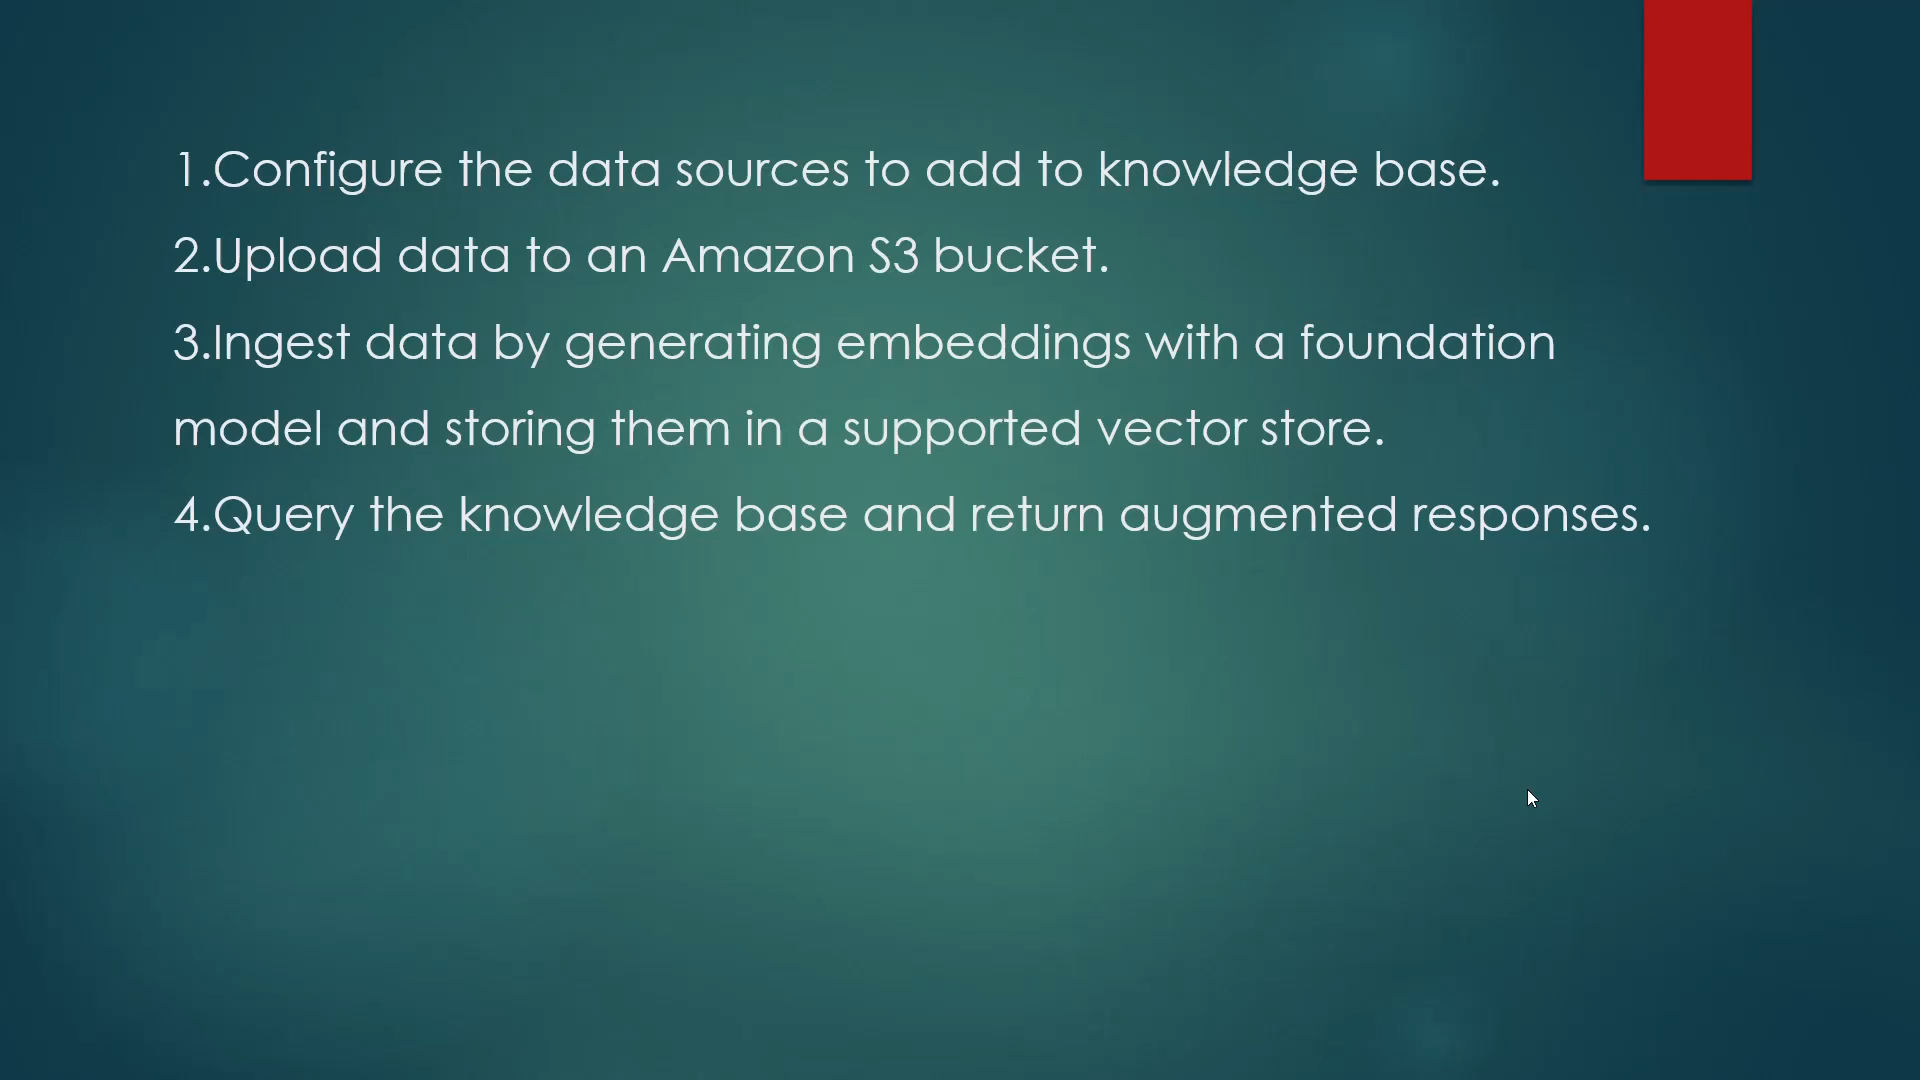 1.Configure the data sources to add to knowledge base.
2.Upload data to an Amazon S3 bucket.
3.Ingest data by generating embeddings with a foundation
model and storing them in a supported vector store.
4.Query the knowledge base and return augmented responses.